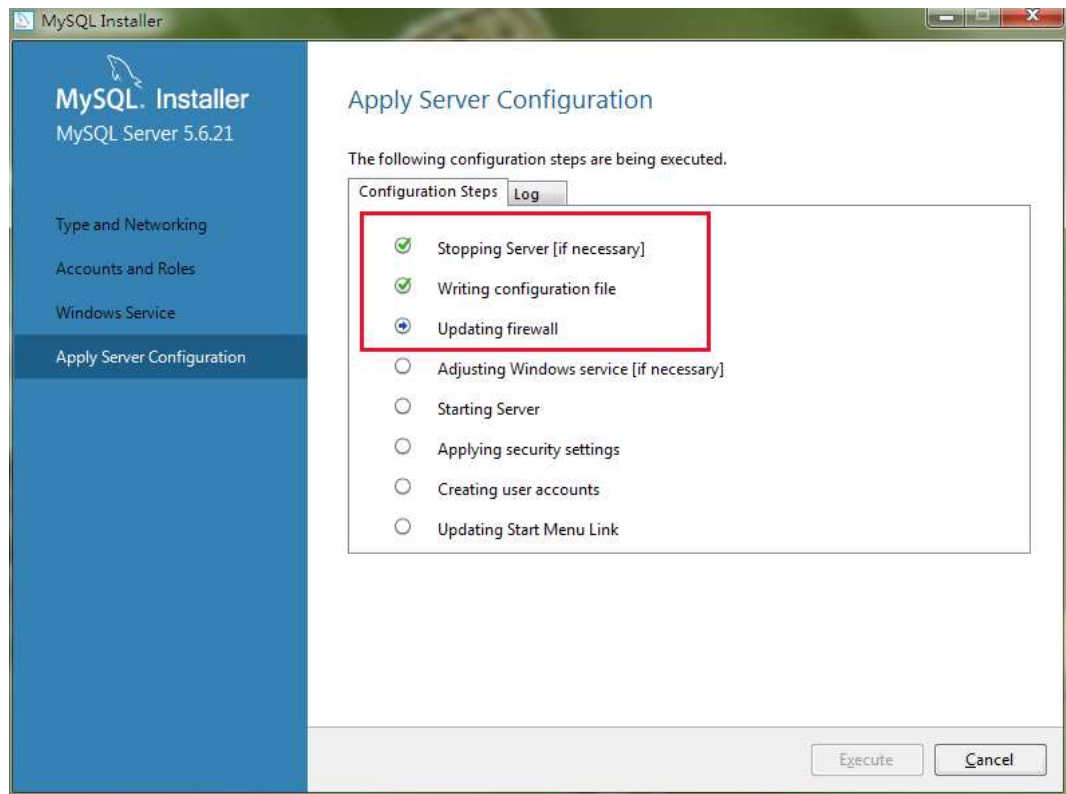 MySQL Installer
MySQL. Installer
MySQL Server 5.6.21
Type and Networking
Accounts and Roles
Windows Service
Apply Server Configuration
Apply Server Configuration
The following configuration steps are being executed.
Configuration Steps Log
Stopping Server [if necessary]
Writing configuration file
Updating firewall
Adjusting Windows service [if necessary]
Starting Server
Applying security settings
Creating user accounts
Updating Start Menu Link
Execute Cancel